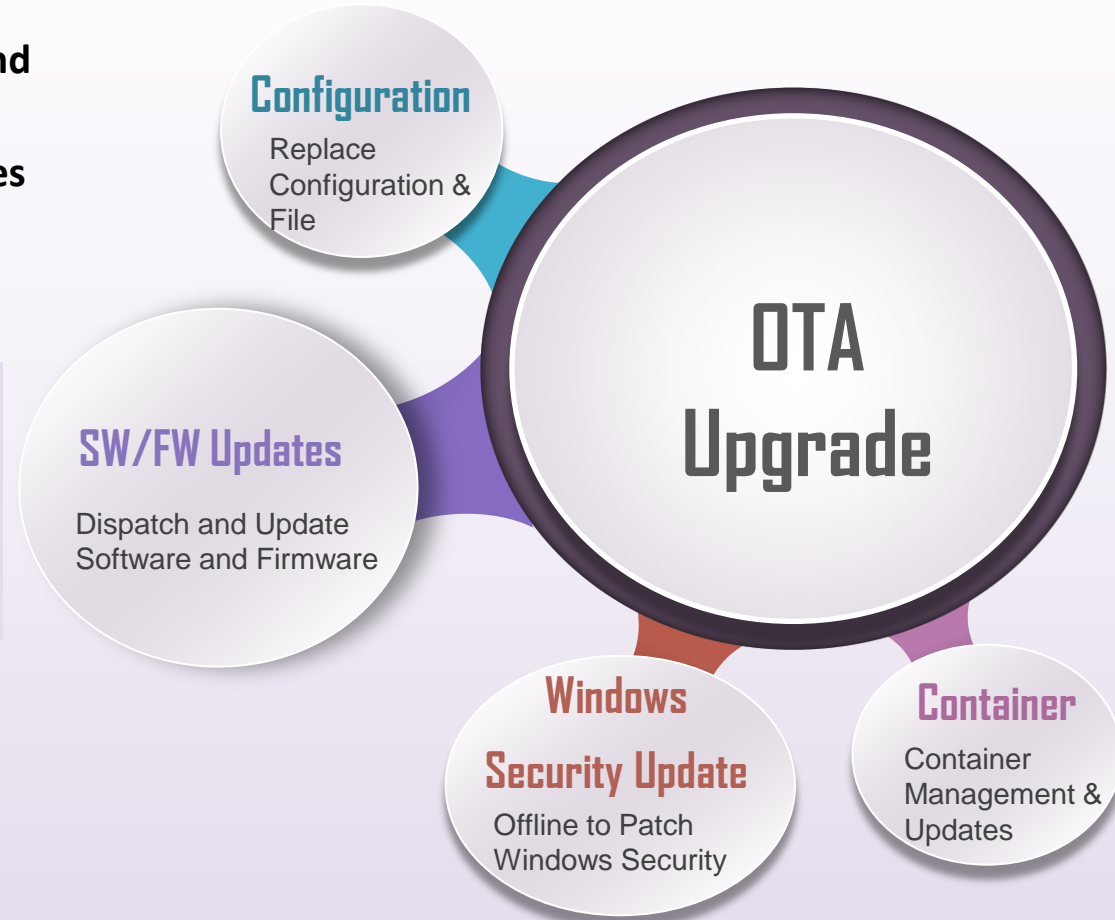 nd
es
Configuration
Replace
Configuration &
File
OTA
Upgrade
SW/FW Updates
Dispatch and Update
Software and Firmware
Windows
Security Update
Offline to Patch
Windows Security
Container
Container
Management &
Updates